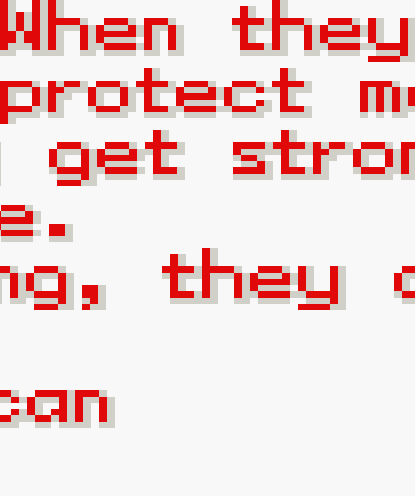 When they
protect m
get stron
e.
ng, they
can